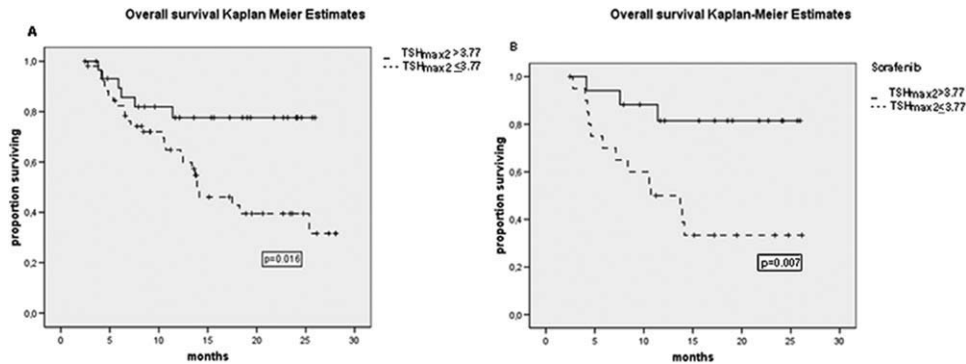 Overall survival Kaplan Meier Estimates
A
TSHmax2 >3.77
TSHmax2 ≤3.77
proportion surviving
1,0
0,8
0,6
0,4
0,2
0,0
p=0.016
0 5 10 15 20 25 30
months
Overall survival Kaplan-Meier Estimates
B
Sorafenib
TSHmax2>3.77
TSHmax2≤3.77
proportion surviving
1,0
0,8
0,6
0,4
0,2
0,0
p=0.007
0 5 10 15 20 25 30
months